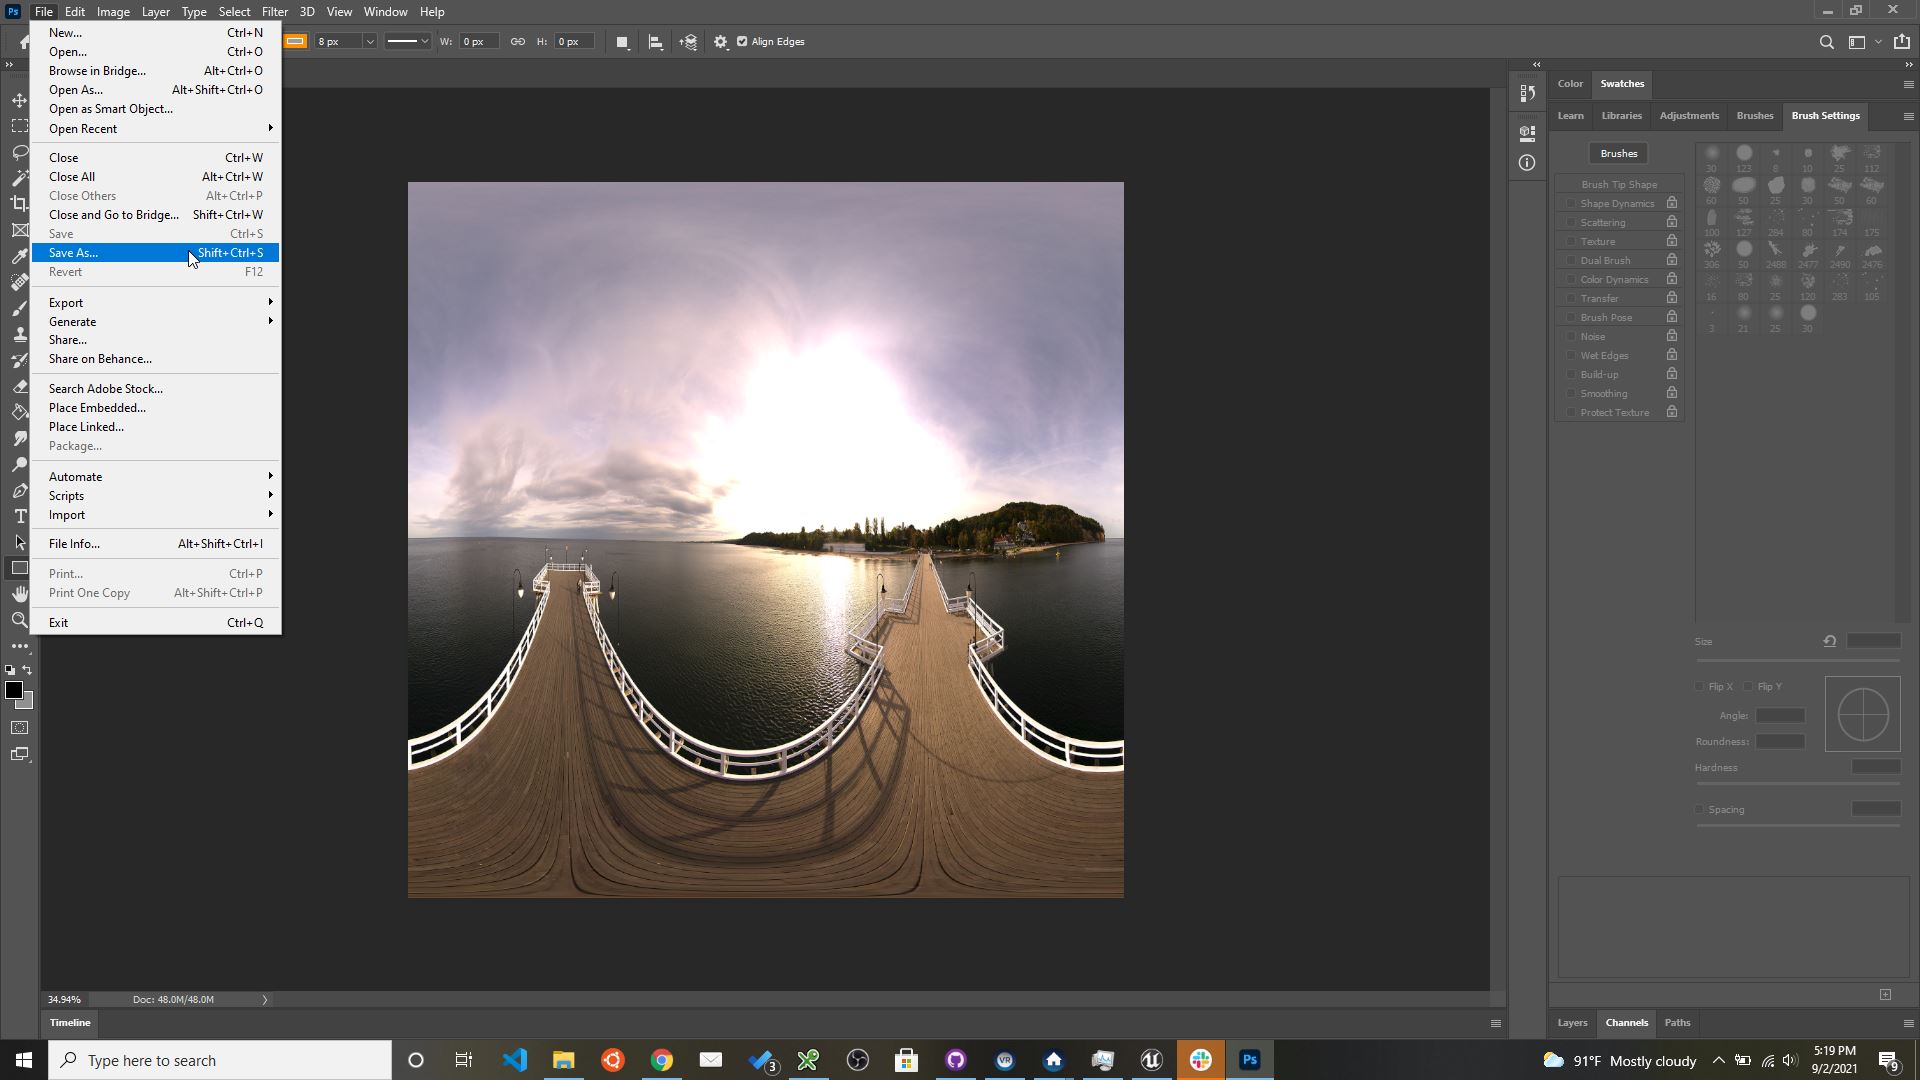 Ps File Edit Image Layer Type Select Filter 3D View Window Help
8 px W: 0 px H: 0 px Align Edges
New... Ctrl+N
Open... Ctrl+O
Browse in Bridge... Alt+Ctrl+O
Open As... Alt+Shift+Ctrl+O
Open as Smart Object...
Open Recent
Close Ctrl+W
Close All Alt+Ctrl+W
Close Others Alt+Ctrl+P
Close and Go to Bridge... Shift+Ctrl+W
Save Ctrl+S
Save As... Shift+Ctrl+S
Revert F12
Export
Generate
Share...
Share on Behance...
Search Adobe Stock...
Place Embedded...
Place Linked...
Package...
Automate
Scripts
Import
File Info... Alt+Shift+Ctrl+I
Print... Ctrl+P
Print One Copy Alt+Shift+Ctrl+P
Exit Ctrl+Q
Color Swatches
Learn Libraries Adjustments Brushes Brush Settings
Brushes
Brush Tip Shape
Shape Dynamics
Scattering
Texture
Dual Brush
Color Dynamics
Transfer
Brush Pose
Noise
Wet Edges
Build-up
Smoothing
Protect Texture
30 123 8 10 25 112
60 50 25 30 50 60
100 127 284 80 174 175
306 50 2488 2477 2490 2476
16 80 25 120 283 105
3 21 25 30
Size
Flip X Flip Y
Angle:
Roundness:
Hardness
Spacing
34.94% Doc: 48.0M/48.0M
Timeline
Layers Channels Paths
Type here to search
3
VR
Ps
91°F Mostly cloudy
5:19 PM
9/2/2021
9